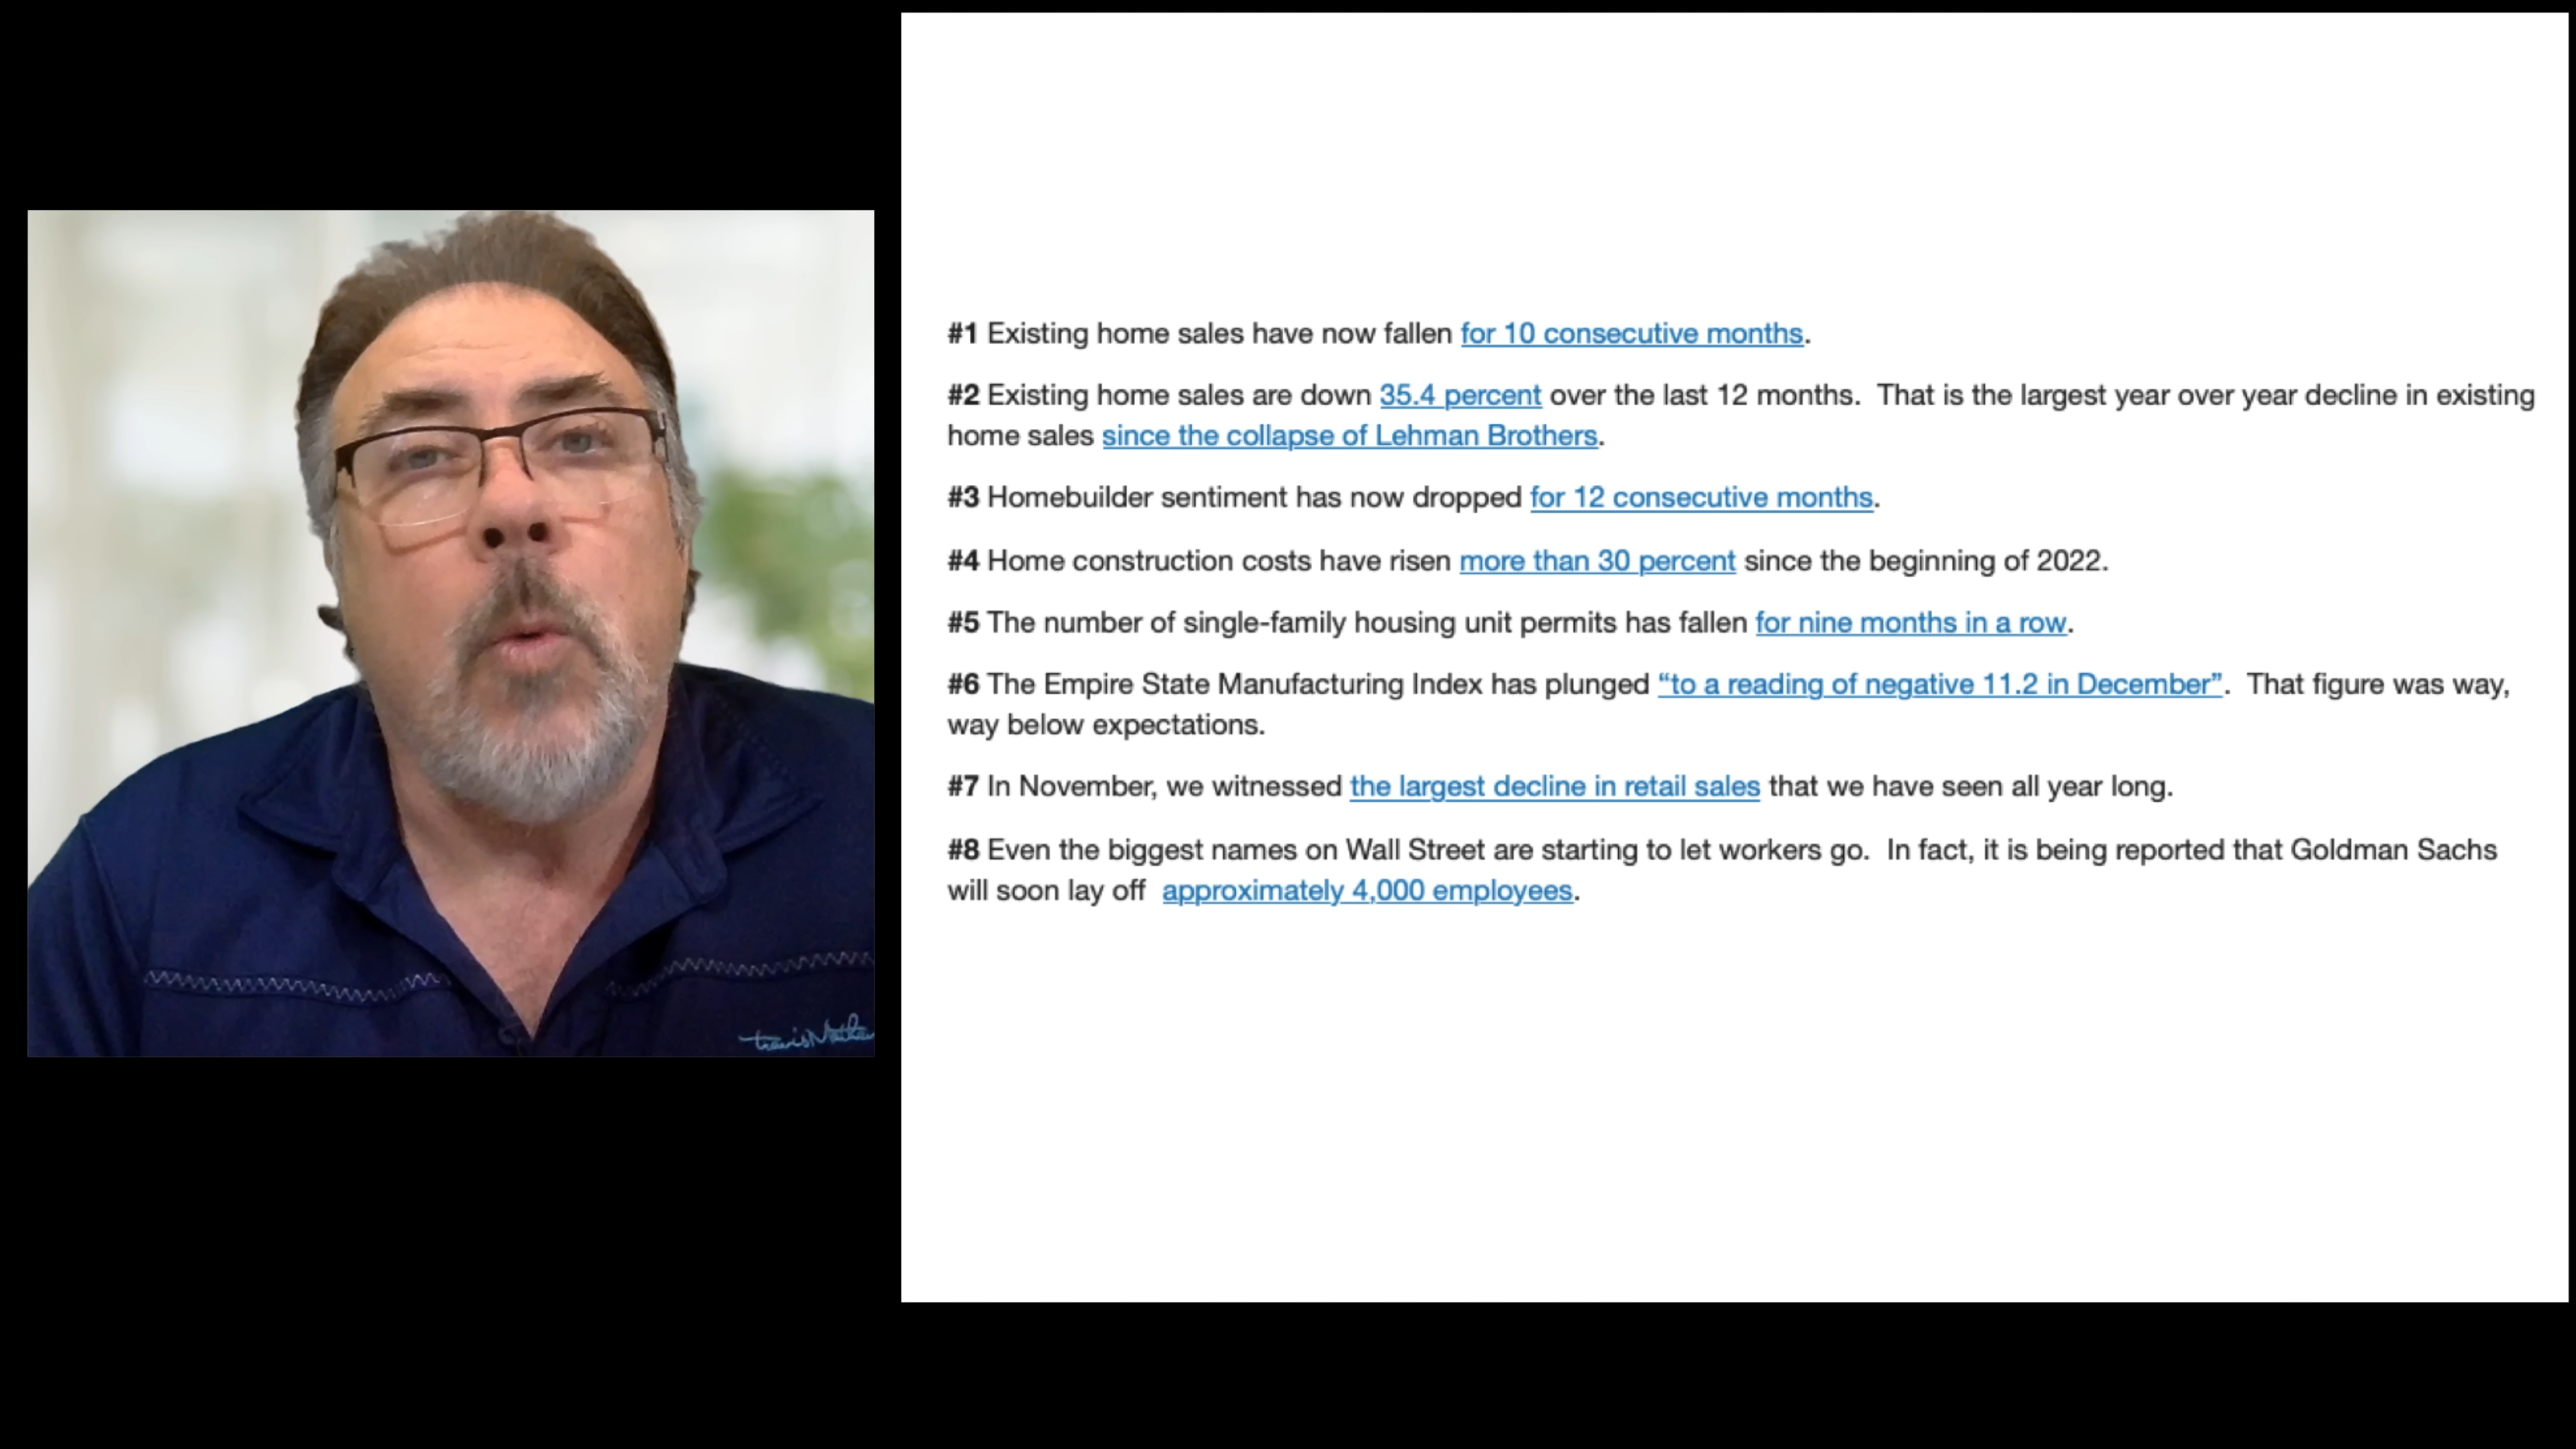 #1 Existing home sales have now fallen for 10 consecutive months.
#2 Existing home sales are down 35.4 percent over the last 12 months.  That is the largest year over year decline in existing
home sales since the collapse of Lehman Brothers.
#3 Homebuilder sentiment has now dropped for 12 consecutive months.
#4 Home construction costs have risen more than 30 percent since the beginning of 2022.
#5 The number of single-family housing unit permits has fallen for nine months in a row.
#6 The Empire State Manufacturing Index has plunged “to a reading of negative 11.2 in December”.  That figure was way,
way below expectations.
#7 In November, we witnessed the largest decline in retail sales that we have seen all year long.
#8 Even the biggest names on Wall Street are starting to let workers go.  In fact, it is being reported that Goldman Sachs
will soon lay off  approximately 4,000 employees.